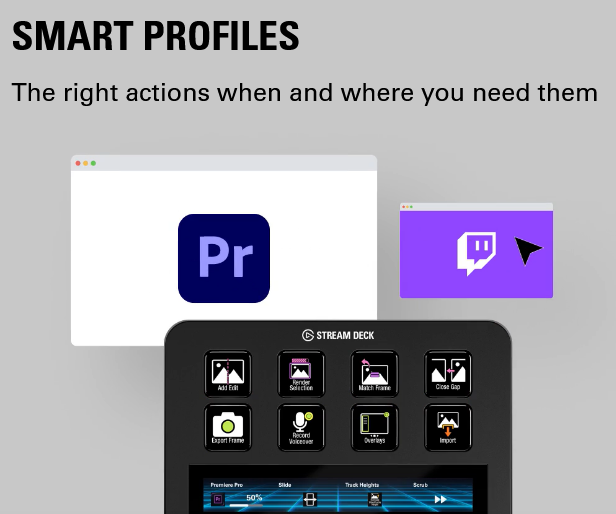 SMART PROFILES
The right actions when and where you need them
Pr
STREAM DECK
Add Edit
Render
Selection
Match Frame
Close Gap
Export Frame
Record
Voiceover
Overlays
Import
Premiere Pro
Slide
Track Heights
Scrub
Pr
50%